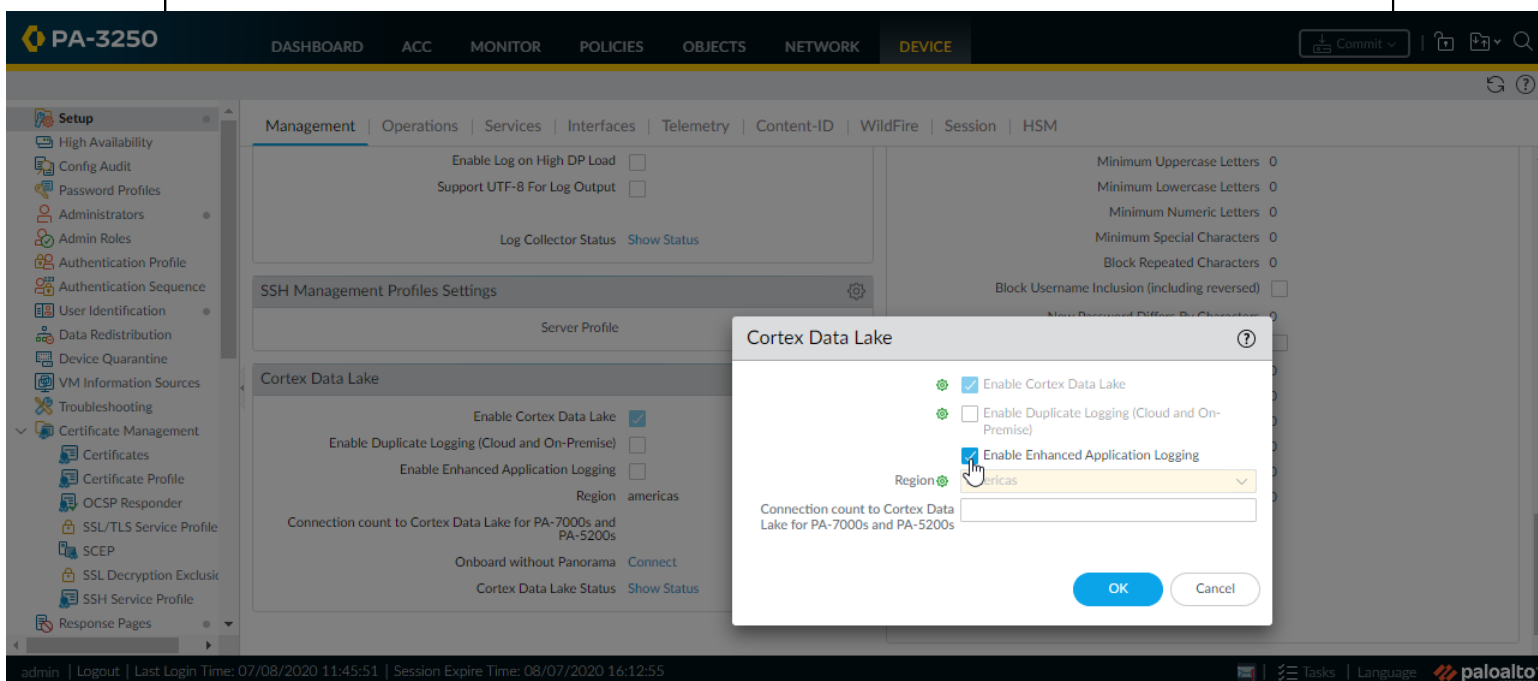 PA-3250
DASHBOARD ACC MONITOR POLICIES OBJECTS NETWORK DEVICE
Commit
Setup
High Availability
Config Audit
Password Profiles
Administrators
Admin Roles
Authentication Profile
Authentication Sequence
User Identification
Data Redistribution
Device Quarantine
VM Information Sources
Troubleshooting
Certificate Management
Certificates
Certificate Profile
OCSP Responder
SSL/TLS Service Profile
SCEP
SSL Decryption Exclusic
SSH Service Profile
Response Pages
Management | Operations | Services | Interfaces | Telemetry | Content-ID | WildFire | Session | HSM
Enable Log on High DP Load
Support UTF-8 For Log Output
Log Collector Status Show Status
SSH Management Profiles Settings
Server Profile
Cortex Data Lake
Enable Cortex Data Lake
Enable Duplicate Logging (Cloud and On-Premise)
Enable Enhanced Application Logging
Region americas
Connection count to Cortex Data Lake for PA-7000s and
PA-5200s
Onboard without Panorama Connect
Cortex Data Lake Status Show Status
Minimum Uppercase Letters 0
Minimum Lowercase Letters 0
Minimum Numeric Letters 0
Minimum Special Characters 0
Block Repeated Characters 0
Block Username Inclusion (including reversed)
New Password Differs By Characters 0
Cortex Data Lake
Enable Cortex Data Lake
Enable Duplicate Logging (Cloud and On-
Premise)
Enable Enhanced Application Logging
Region
Connection count to Cortex Data
Lake for PA-7000s and PA-5200s
OK Cancel
admin | Logout | Last Login Time: 07/08/2020 11:45:51 | Session Expire Time: 08/07/2020 16:12:55
Tasks | Language paloalto